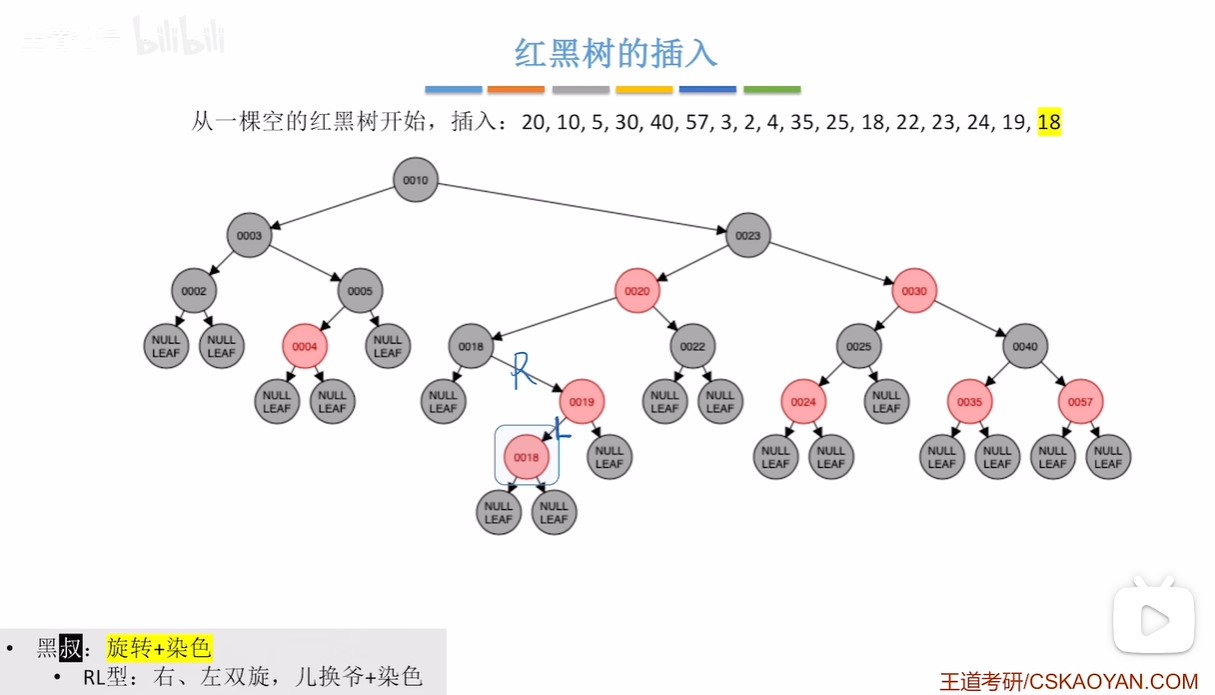 bilibili
红黑树的插入
从一棵空的红黑树开始，插入：20, 10, 5, 30, 40, 57, 3, 2, 4, 35, 25, 18, 22, 23, 24, 19, 18
0010
0003 0023
0002 0005 0020 0030
NULL LEAF NULL LEAF 0004 NULL LEAF 0018 0022 0025 0040
R
NULL LEAF NULL LEAF NULL LEAF 0019 NULL LEAF NULL LEAF 0024 NULL LEAF 0035 0057
L
0018 NULL LEAF NULL LEAF NULL LEAF NULL LEAF NULL LEAF NULL LEAF NULL LEAF
NULL LEAF NULL LEAF
• 黑叔：旋转+染色
• RL型：右、左双旋，儿换爷+染色
王道考研/CSKAOYAN.COM